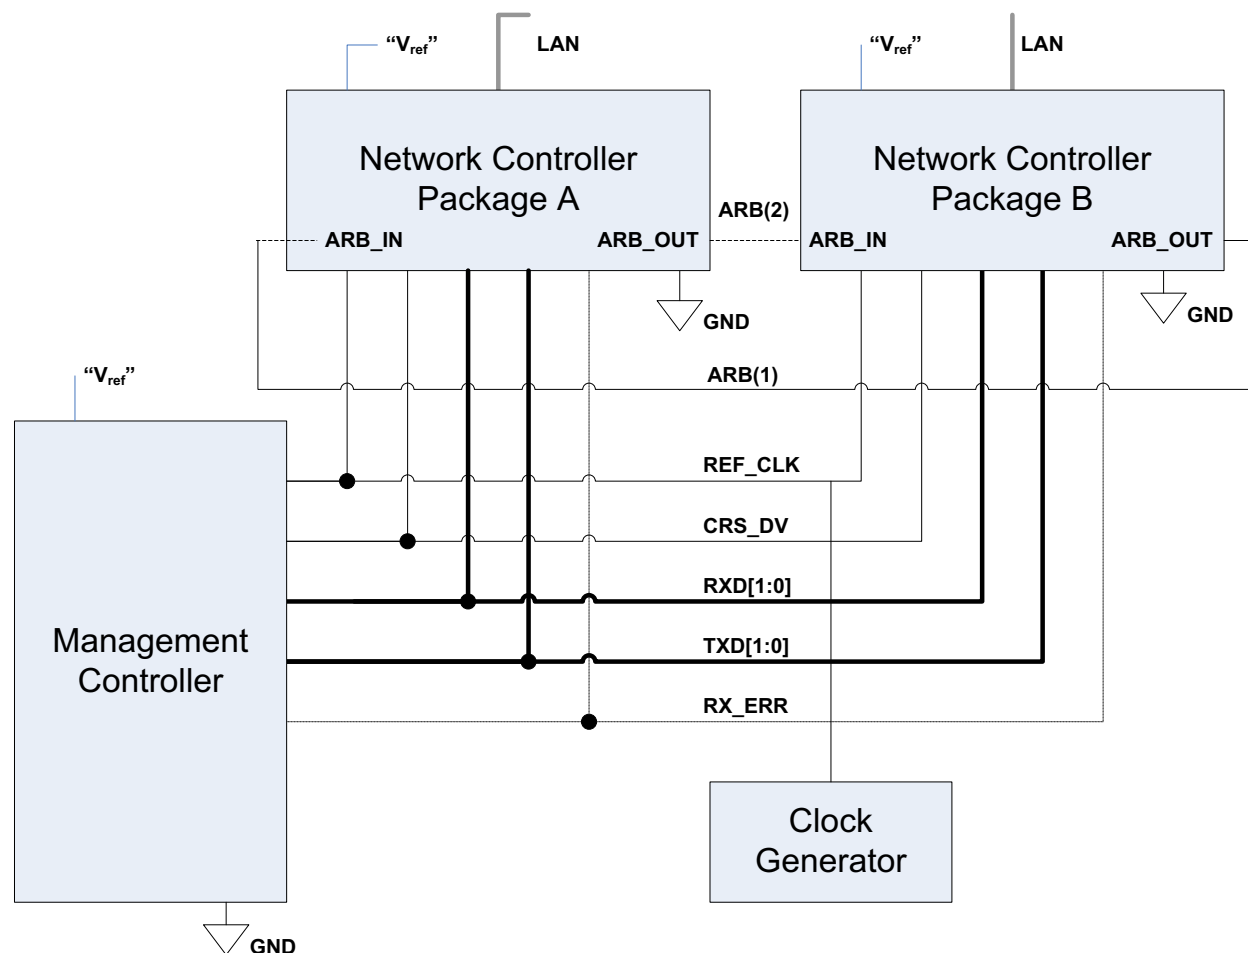 “Vref”
LAN
“Vref”
LAN
Network Controller
Package A
Network Controller
Package B
ARB(2)
ARB_IN
ARB_OUT
ARB_IN
ARB_OUT
GND
GND
ARB(1)
“Vref”
REF_CLK
CRS_DV
RXD[1:0]
Management
Controller
TXD[1:0]
RX_ERR
Clock
Generator
GND